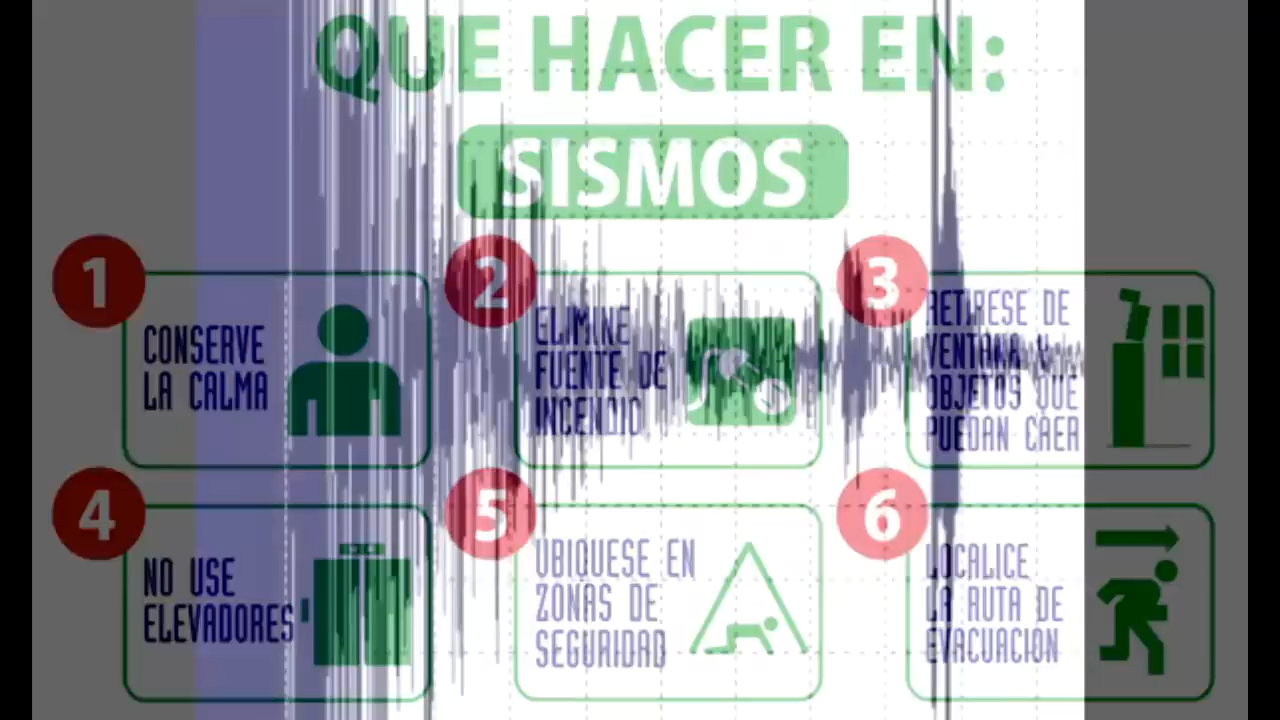 QUE HACER EN:
SISMOS
1
CONSERVE
LA CALMA
2
ELIMINE
FUENTE DE
INCENDIO
3
RETIRESE DE
VENTANA Y
OBJETOS QUE
PUEDAN CAER
4
NO USE
ELEVADORES
5
UBIQUESE EN
ZONAS DE
SEGURIDAD
6
LOCALICE
LA RUTA DE
EVACUACIÓN